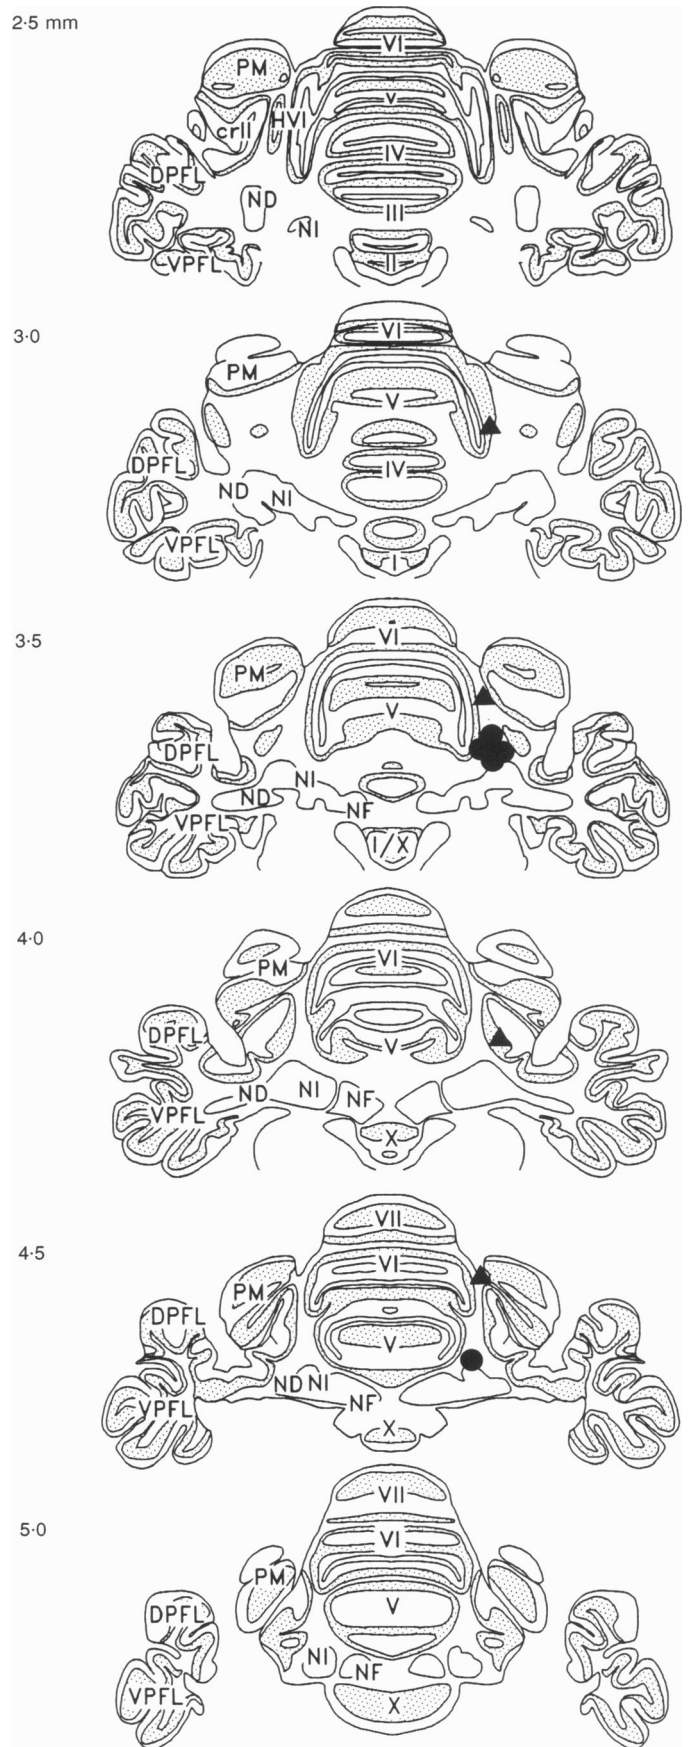 2·5 mm
VI
PM
V
crII
HVI
IV
DPFL
ND
III
NI
VPFL
II
3·0
VI
PM
V
DPFL
IV
ND
NI
VPFL
I
3·5
VI
PM
V
DPFL
NI
ND
NF
VPFL
I/X
4·0
VI
PM
DPFL
V
ND
NI
NF
VPFL
X
4·5
VII
VI
PM
DPFL
V
ND NI
VPFL
NF
X
5·0
VII
VI
PM
V
DPFL
NI
NF
VPFL
X